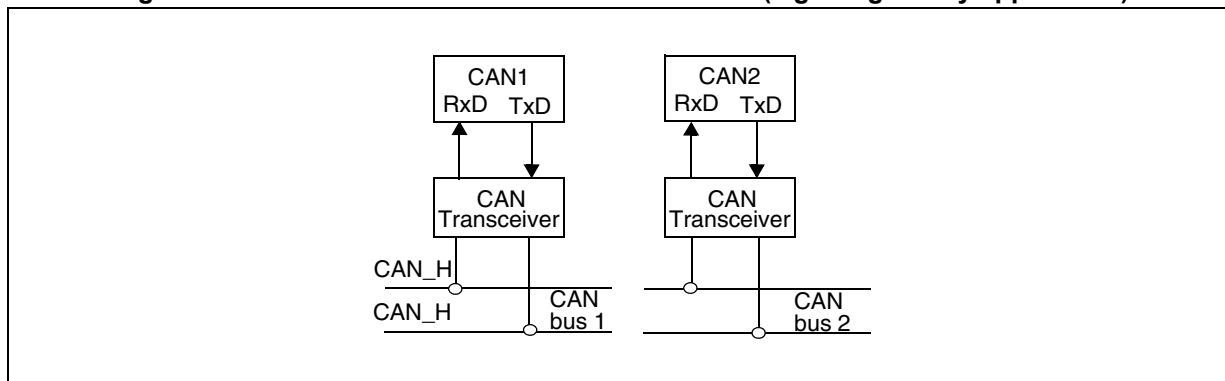 CAN1
RxD TxD
CAN
Transceiver
CAN_H
CAN_H
CAN
bus 1
CAN2
RxD TxD
CAN
Transceiver
CAN
bus 2